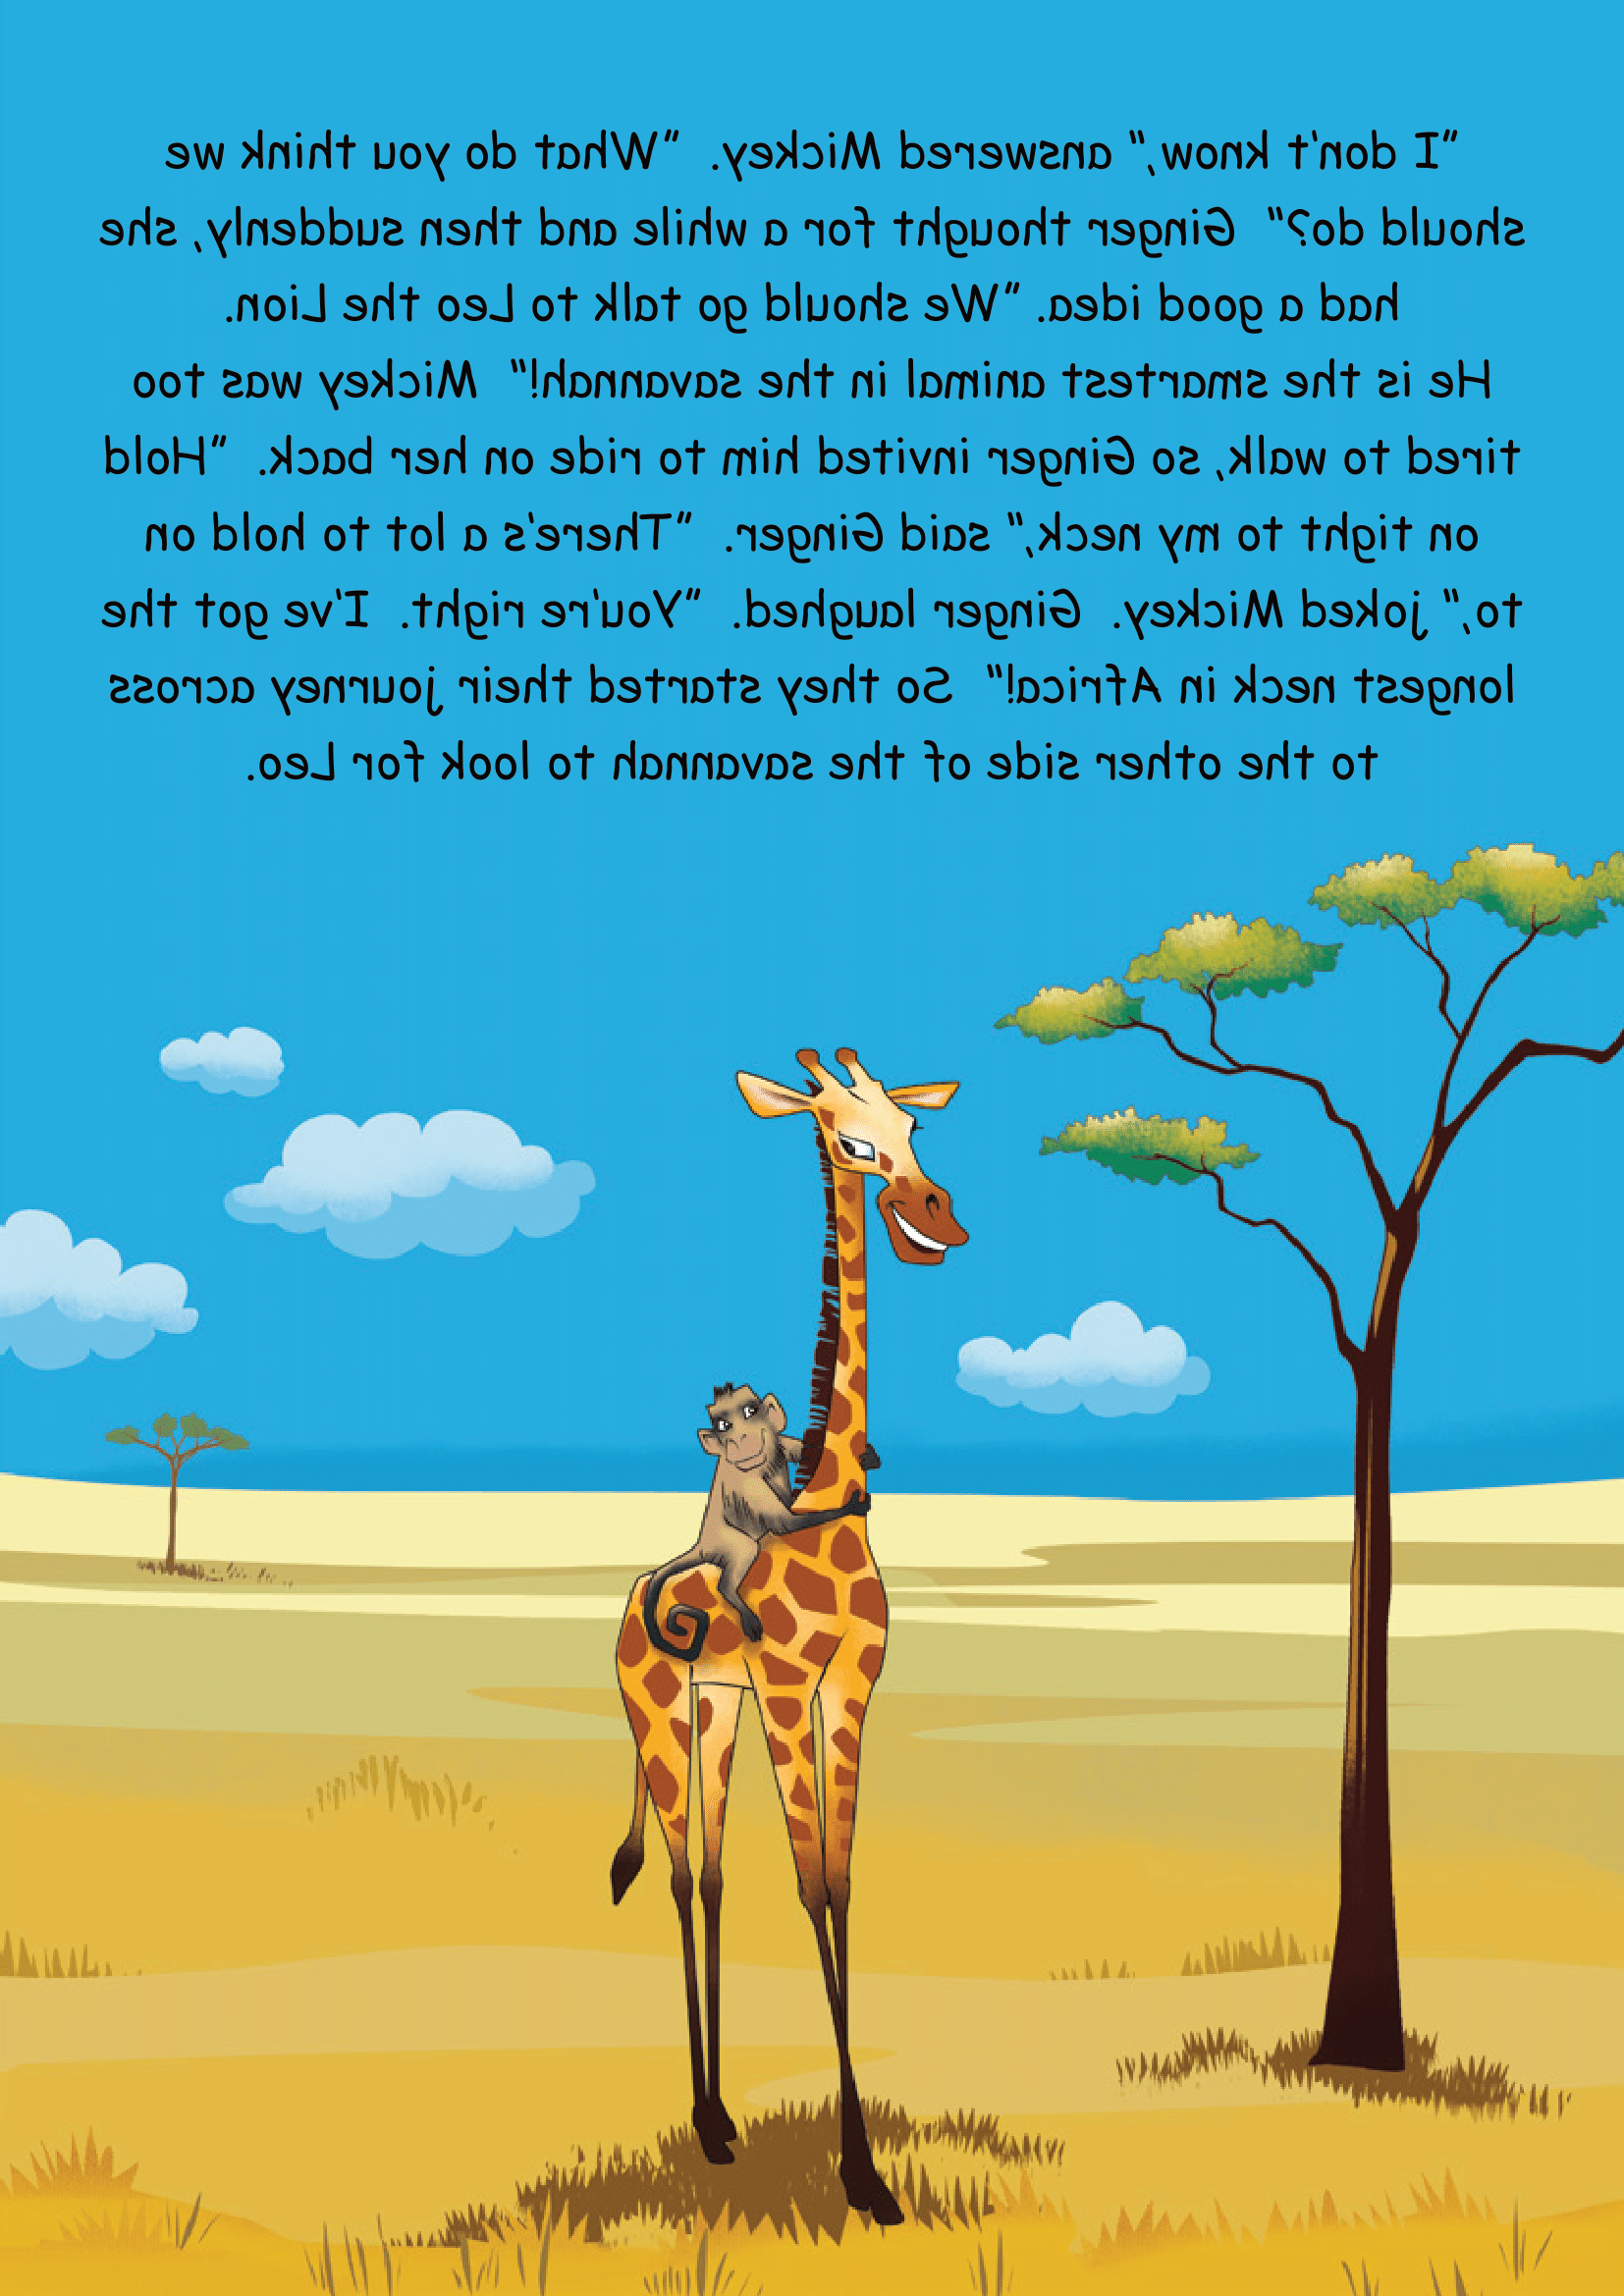 "I don't know," answered Mickey. "What do you think we
should do?" Ginger thought for a while and then suddenly, she
had a good idea. "We should go talk to Leo the Lion.
He is the smartest animal in the savannah!" Mickey was too
tired to walk, so Ginger invited him to ride on her back. "Hold
on tight to my neck," said Ginger. "There's a lot to hold on
to," joked Mickey. Ginger laughed. "You're right. I've got the
longest neck in Africa!" So they started their journey across
to the other side of the savannah to look for Leo.